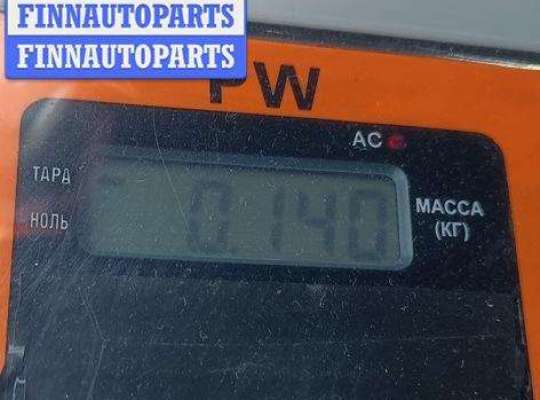 FINNAUTOPARTS
FINNAUTOPARTS
PW
AC
ТАРА
НОЛЬ
0.140
МАССА
(КГ)